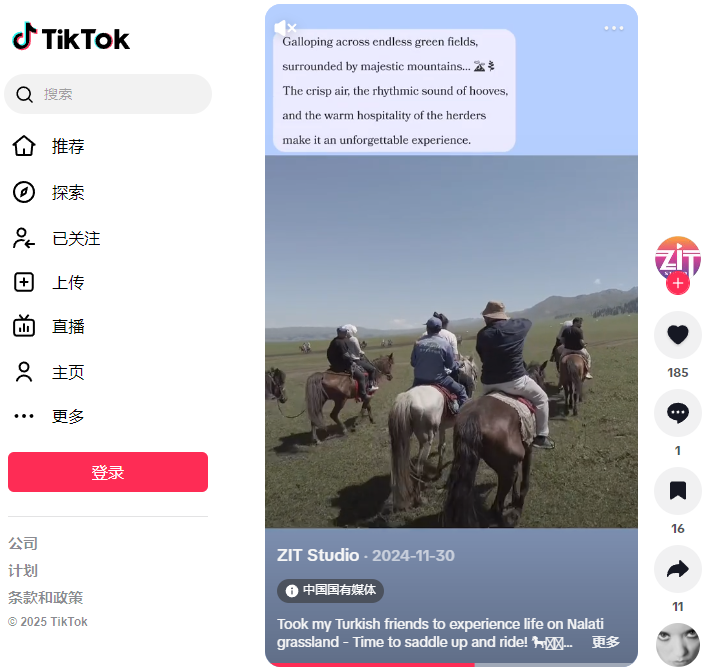 TikTok
搜索
推荐
探索
已关注
上传
直播
主页
更多
登录
公司
计划
条款和政策
© 2025 TikTok
Galloping across endless green fields,
surrounded by majestic mountains...
The crisp air, the rhythmic sound of hooves,
and the warm hospitality of the herders
make it an unforgettable experience.
ZIT Studio · 2024-11-30
中国国有媒体
Took my Turkish friends to experience life on Nalati
grassland - Time to saddle up and ride! 🐎... 更多
ZIT
185
1
16
11